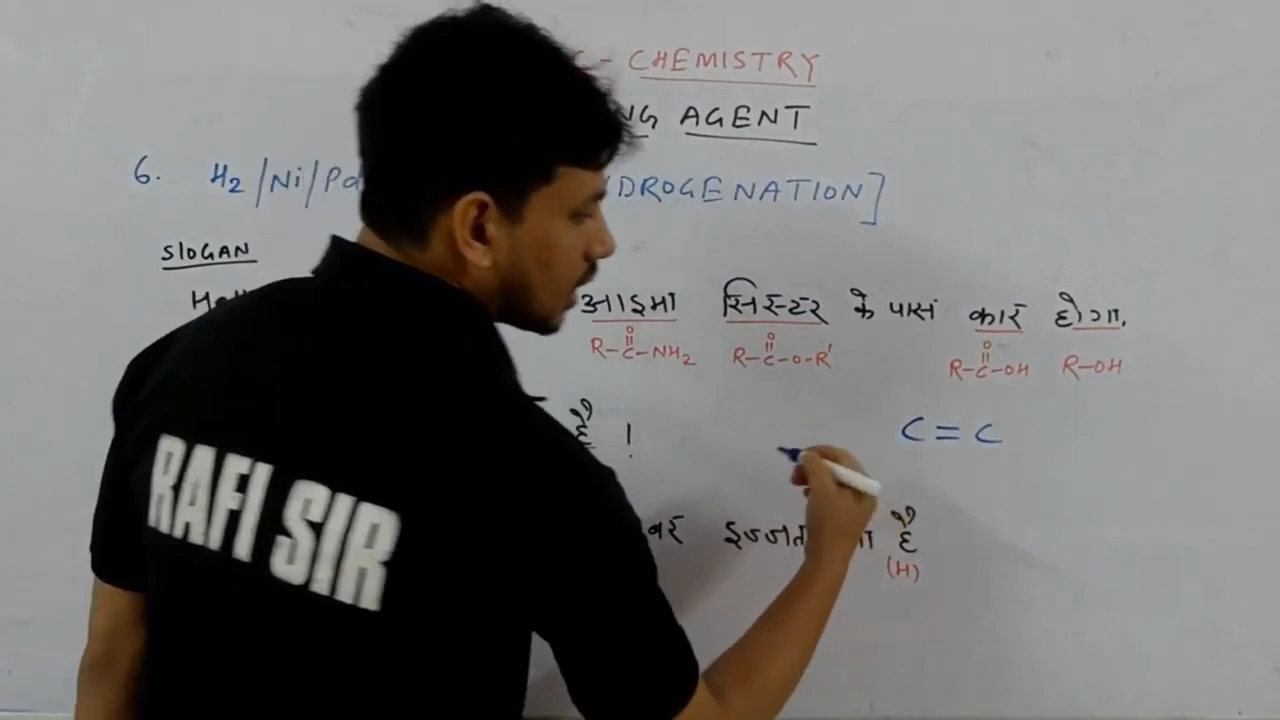 C - CHEMISTRY
AGENT
6. H2/Ni/Pd DROGENATION]
SLOGAN
आइमा सिस्टर के पास कार होगा.
R-C-NH2 R-C-O-R' R-C-OH R-OH
O O O
है ! C = C
इज्जत है
(H)
RAFI SIR